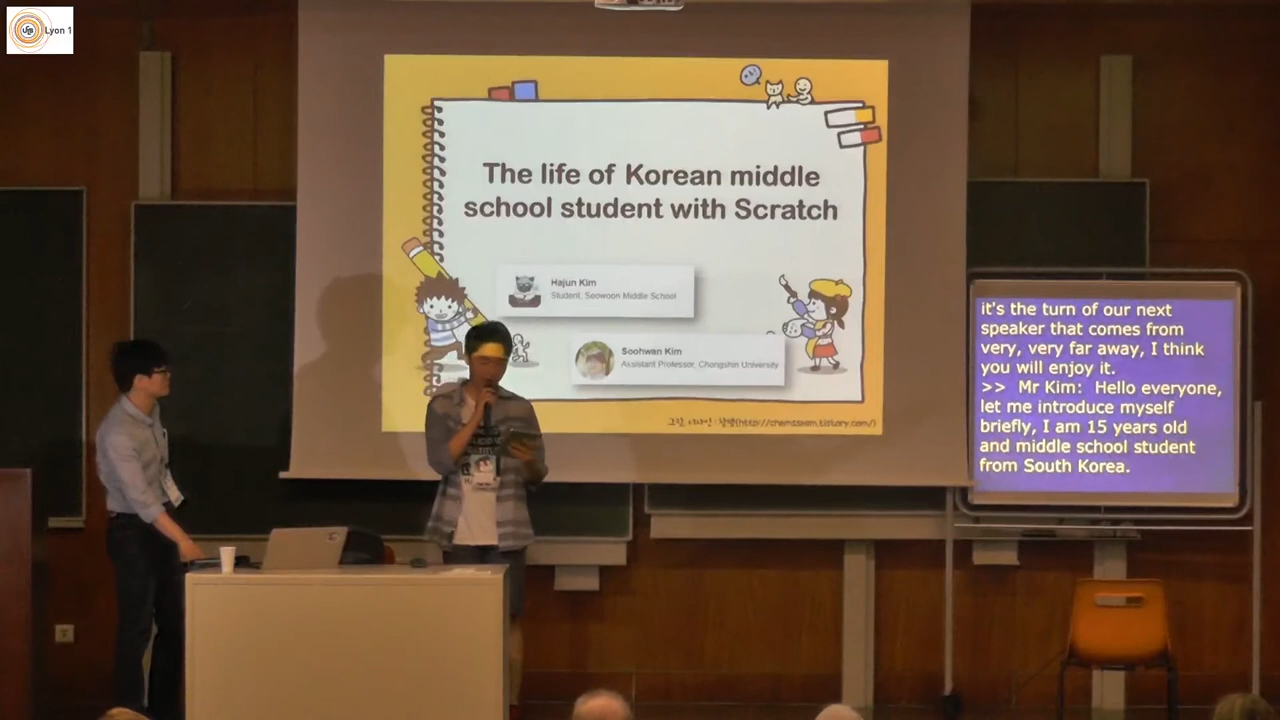 UCB Lyon 1
The life of Korean middle
school student with Scratch
Hajun Kim
Student, Seowoon Middle School
Soohwan Kim
Assistant Professor, Chongshin University
it's the turn of our next
speaker that comes from
very, very far away, I think
you will enjoy it.
>> Mr Kim: Hello everyone,
let me introduce myself
briefly, I am 15 years old
and middle school student
from South Korea.